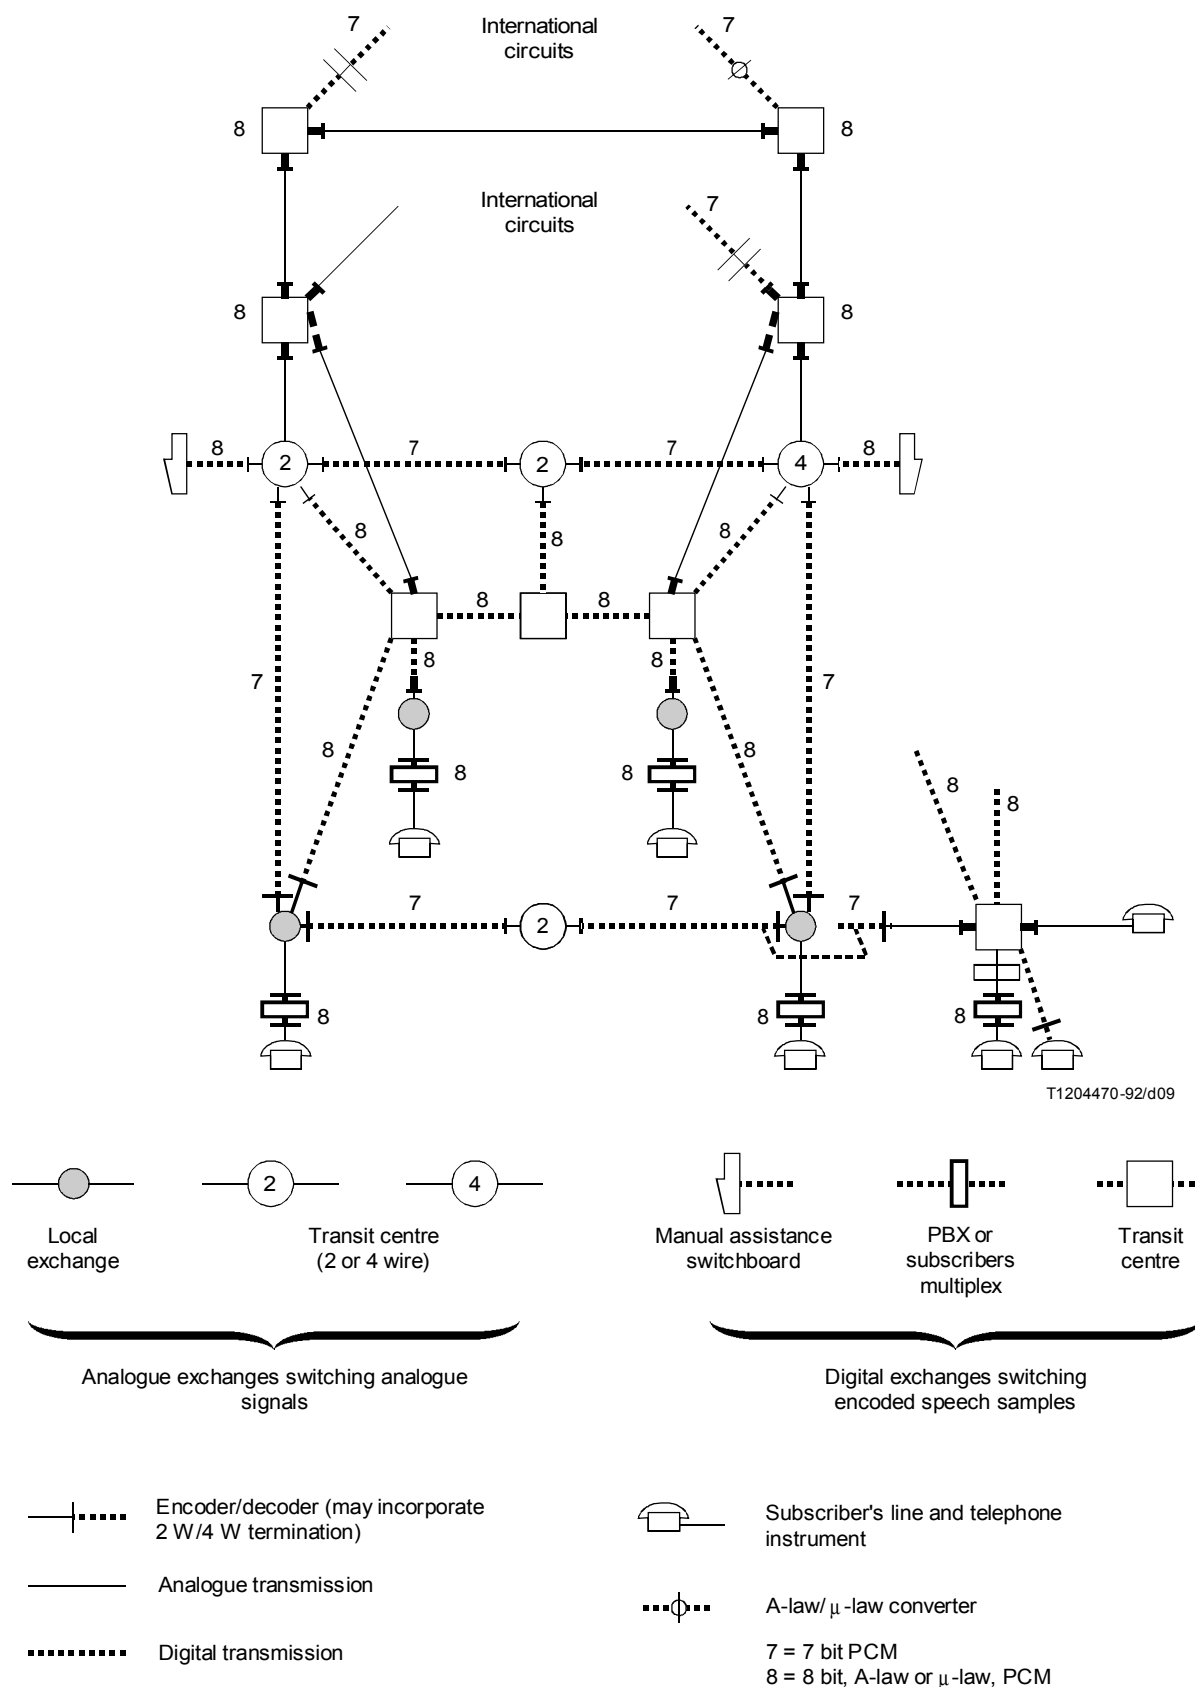 7
International
circuits
7
8
8
International
circuits
7
8
8
8
2
7
2
7
4
8
8
8
8
8
8
7
8
8
7
8
8
8
8
8
8
7
2
7
7
8
8
8
T1204470-92/d09
2
4
Local
exchange
Transit centre
(2 or 4 wire)
Manual assistance
switchboard
PBX or
subscribers
multiplex
Transit
centre
Analogue exchanges switching analogue
signals
Digital exchanges switching
encoded speech samples
Encoder/decoder (may incorporate
2 W/4 W termination)
Subscriber's line and telephone
instrument
Analogue transmission
A-law/ μ-law converter
Digital transmission
7 = 7 bit PCM
8 = 8 bit, A-law or μ-law, PCM